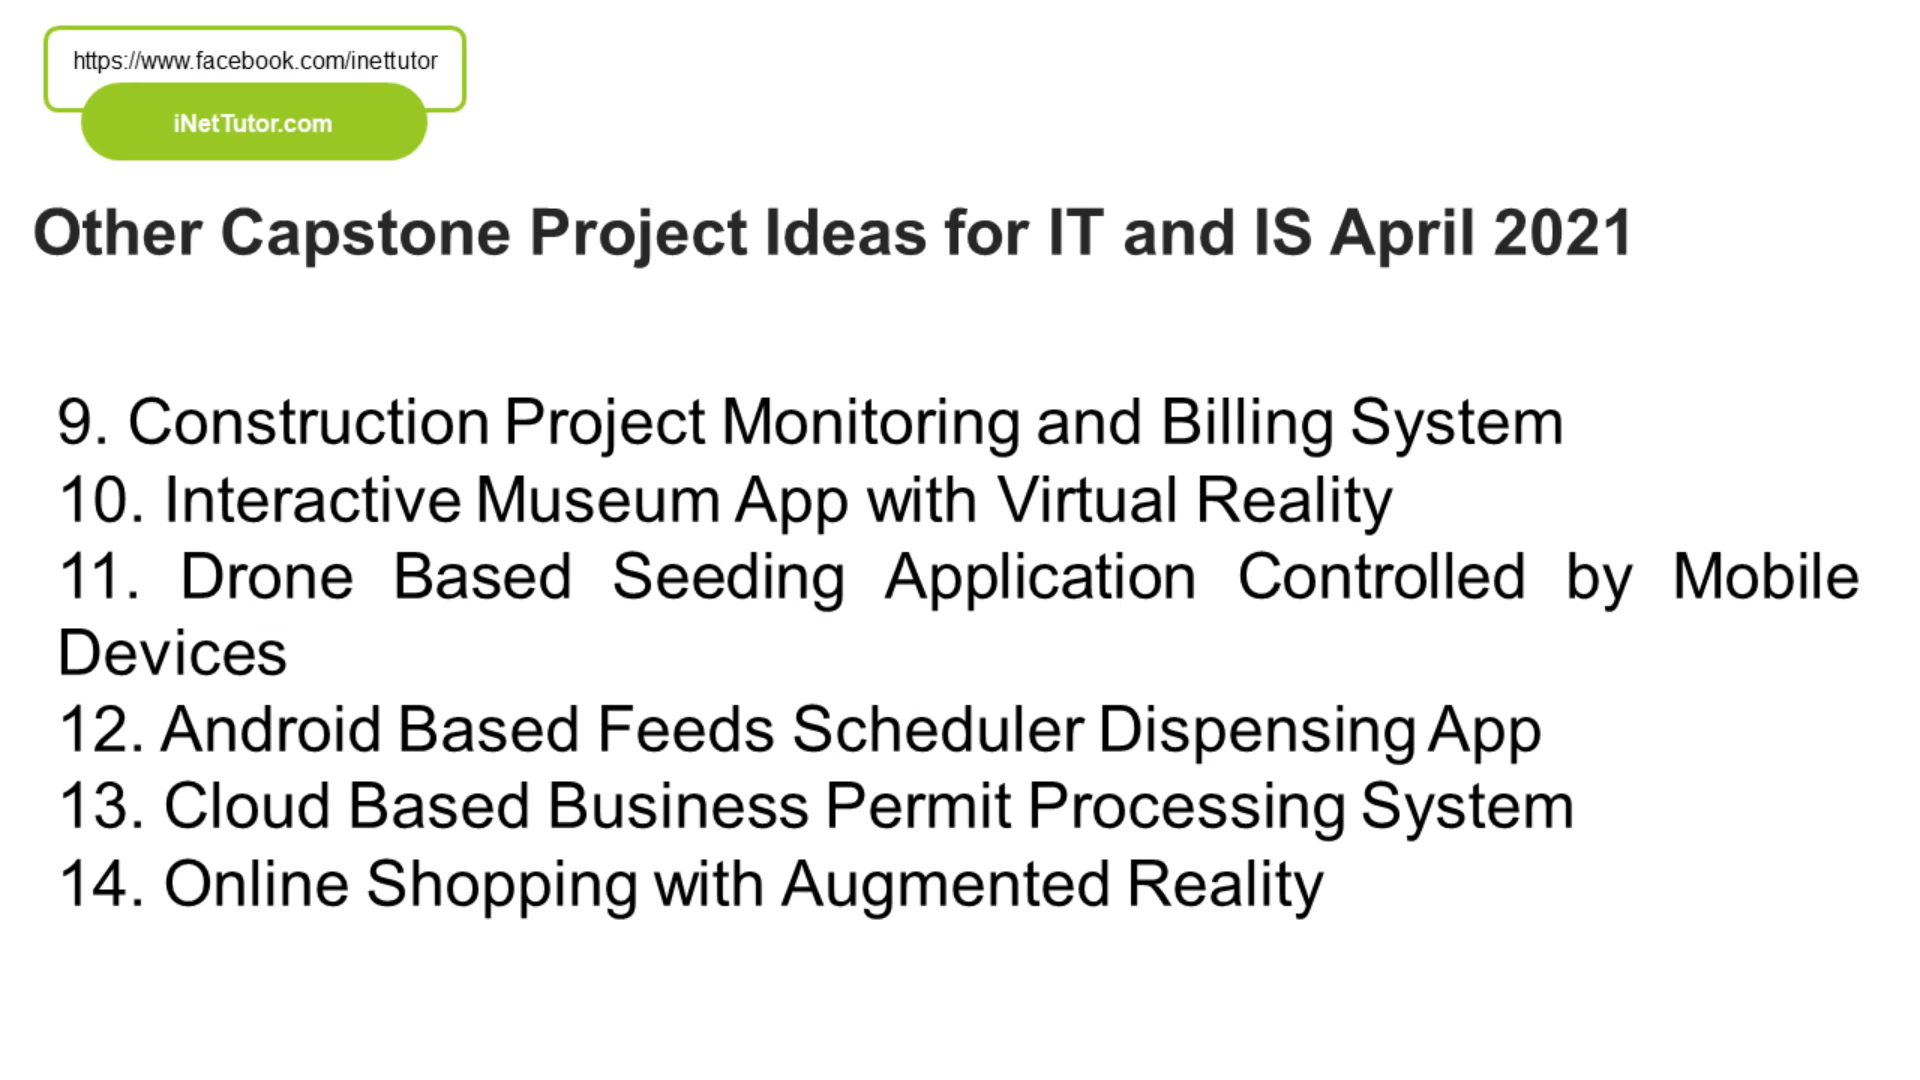 https://www.facebook.com/inettutor
iNetTutor.com
Other Capstone Project Ideas for IT and IS April 2021
9. Construction Project Monitoring and Billing System
10. Interactive Museum App with Virtual Reality
11. Drone Based Seeding Application Controlled by Mobile
Devices
12. Android Based Feeds Scheduler Dispensing App
13. Cloud Based Business Permit Processing System
14. Online Shopping with Augmented Reality